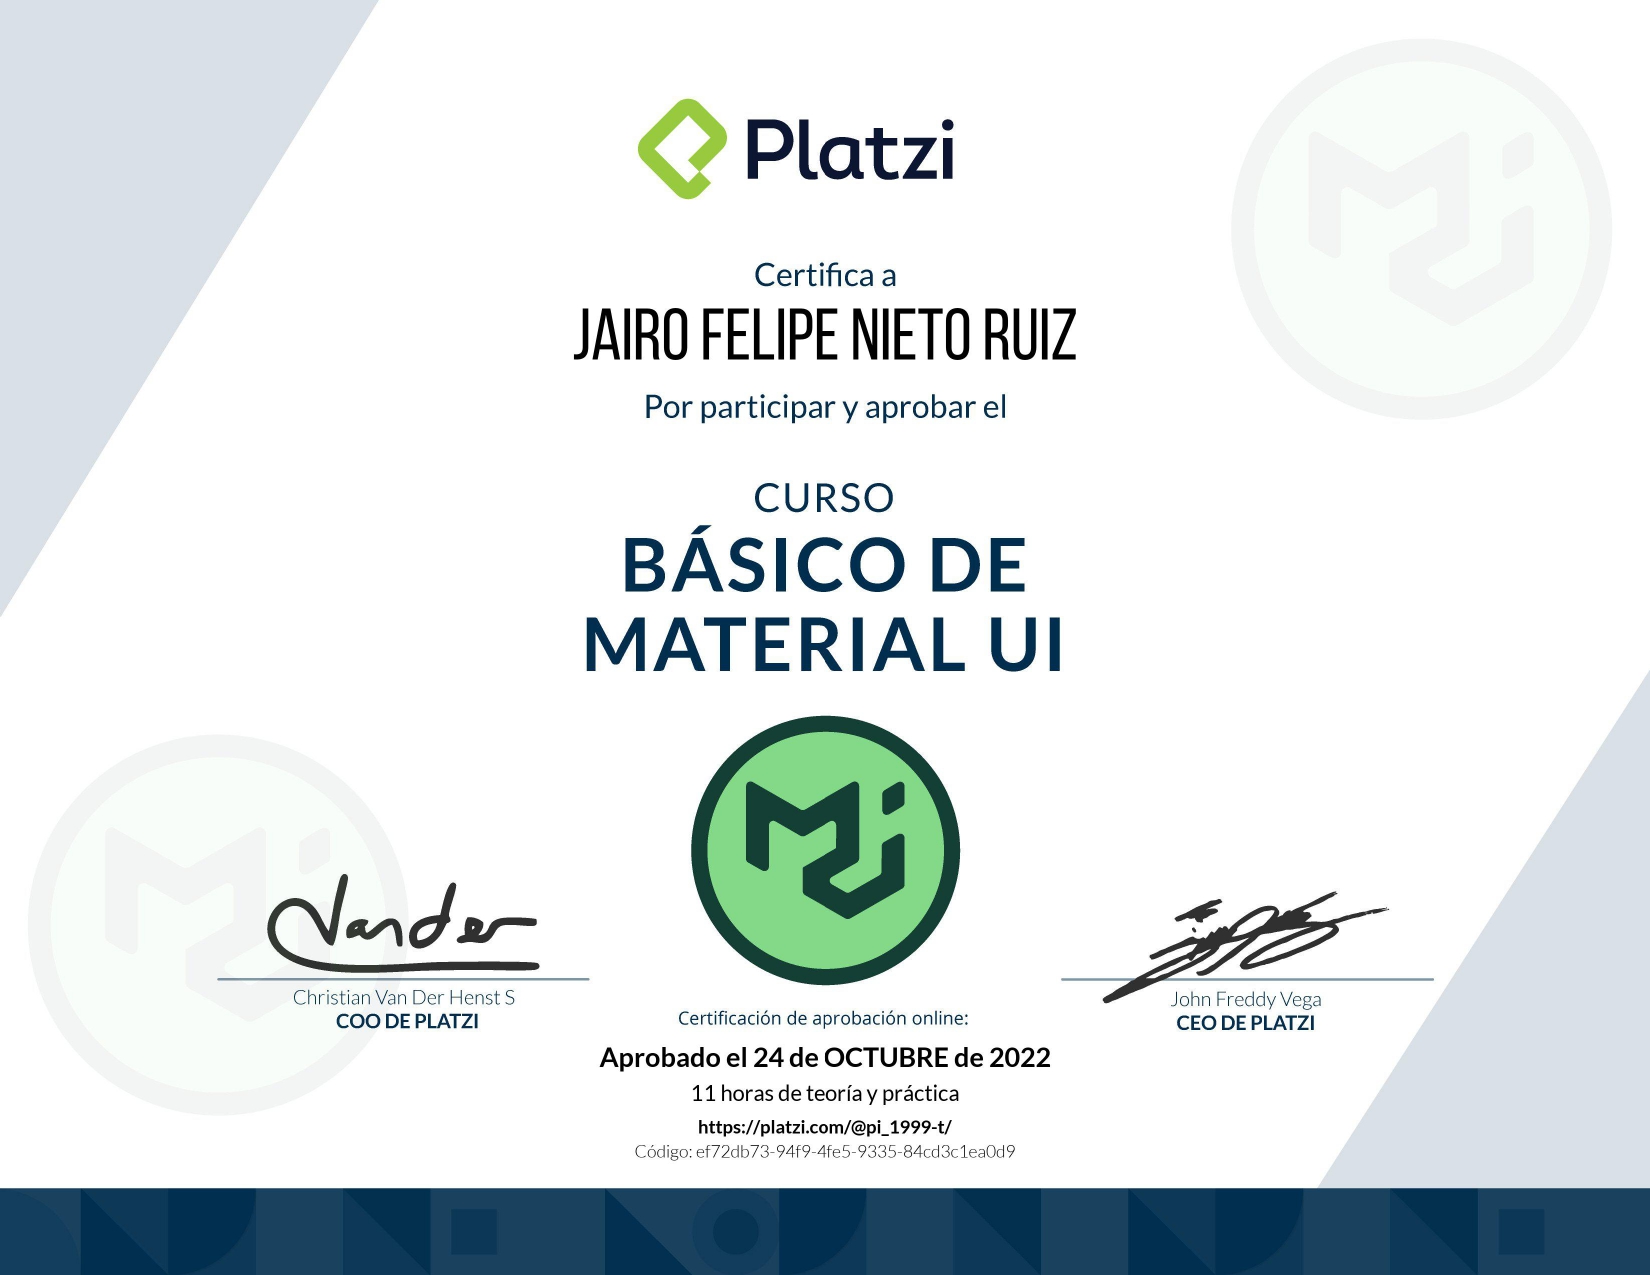 Platzi
Certifica a
JAIRO FELIPE NIETO RUIZ
Por participar y aprobar el
CURSO
BÁSICO DE
MATERIAL UI
Vander
Christian Van Der Henst S
COO DE PLATZI
John Freddy Vega
CEO DE PLATZI
Certificación de aprobación online:
Aprobado el 24 de OCTUBRE de 2022
11 horas de teoría y práctica
https://platzi.com/@pi_1999-t/
Código: ef72db73-94f9-4fe5-9335-84cd3c1ea0d9